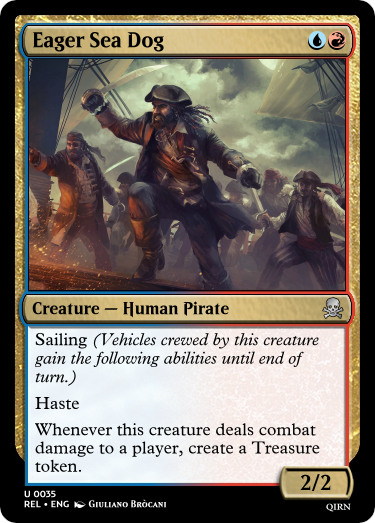 Eager Sea Dog
Creature — Human Pirate
Sailing (Vehicles crewed by this creature
gain the following abilities until end of
turn.)
Haste
Whenever this creature deals combat
damage to a player, create a Treasure
token.
2/2
U 0035
REL • ENG Giuliano Brocani
QIRN